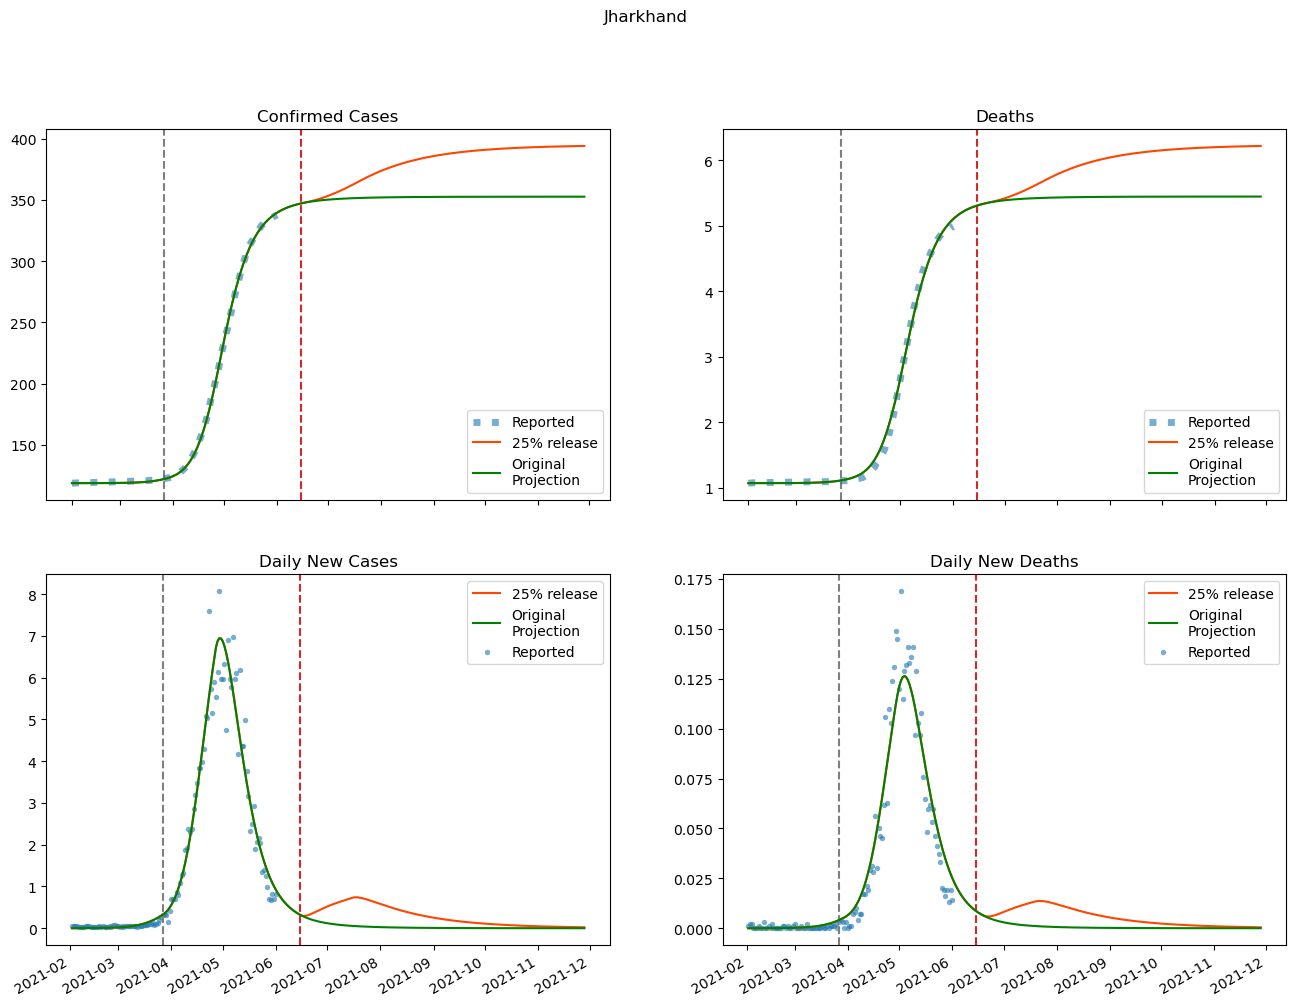 Jharkhand
Confirmed Cases
400
350
300
250
200
150
Reported
25% release
Original
Projection
Deaths
6
5
4
3
2
1
Reported
25% release
Original
Projection
Daily New Cases
8
7
6
5
4
3
2
1
0
25% release
Original
Projection
Reported
2021-02
2021-03
2021-04
2021-05
2021-06
2021-07
2021-08
2021-09
2021-10
2021-11
2021-12
Daily New Deaths
0.175
0.150
0.125
0.100
0.075
0.050
0.025
0.000
25% release
Original
Projection
Reported
2021-02
2021-03
2021-04
2021-05
2021-06
2021-07
2021-08
2021-09
2021-10
2021-11
2021-12